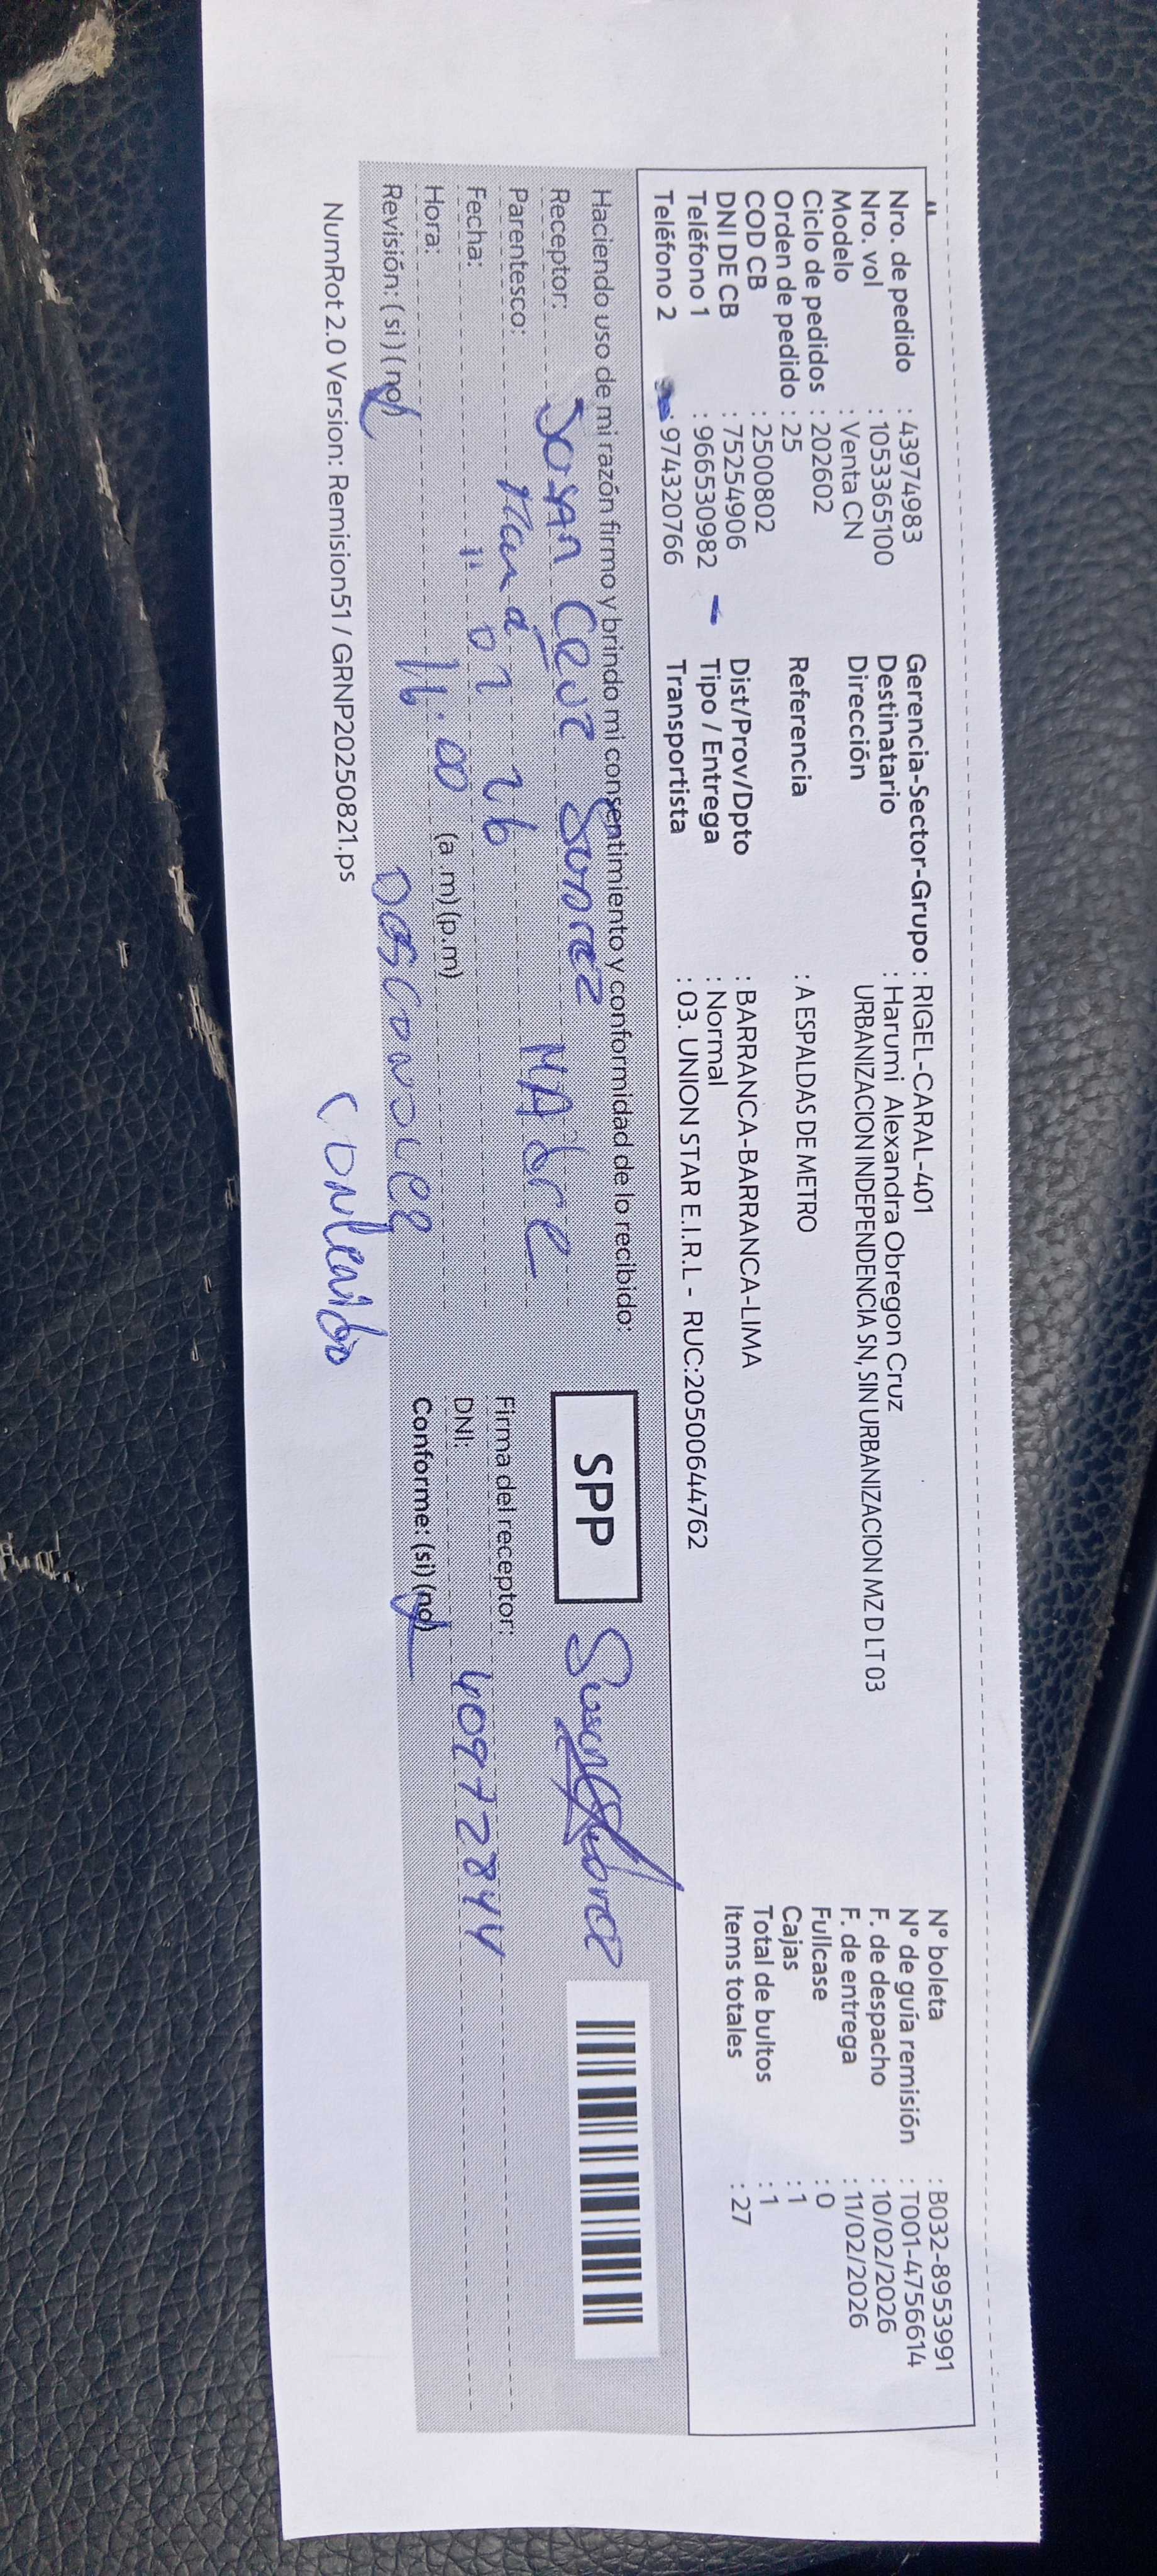 Nro. de pedido : 43974983
Nro. vol : 1053365100
Modelo : Venta CN
Ciclo de pedidos : 202602
Orden de pedido : 25
COD CB : 2500802
DNI DE CB : 75254906
Teléfono 1 : 966530982
Teléfono 2 : 974320766
Gerencia-Sector-Grupo : RIGEL-CARAL-401
Destinatario : Harumi Alexandra Obregon Cruz
Dirección URBANIZACION INDEPENDENCIA SN, SIN URBANIZACION MZ D LT 03
Referencia : A ESPALDAS DE METRO
Dist/Prov/Dpto : BARRANCA-BARRANCA-LIMA
Tipo / Entrega : Normal
Transportista : 03. UNION STAR E.I.R.L - RUC:20500644762
N° boleta : B032-8953991
N° de guía remisión : T001-4756614
F. de despacho : 10/02/2026
F. de entrega : 11/02/2026
Fullcase : 0
Cajas : 1
Total de bultos : 1
Items totales : 27
Haciendo uso de mi razón firmo y brindo mi consentimiento y conformidad de lo recibido:
Receptor: Susan Cruz Suarez
Parentesco: Mamá MAdre
Fecha: 11 02 26
Hora: 16:00 (a .m) (p.m)
Revisión: ( si ) ( no)
SPP
Firma del receptor:
DNI: 40972844
Conforme: (si) (no)
Desconoce
Contenido
NumRot 2.0 Version: Remision51 / GRNP20250821.ps